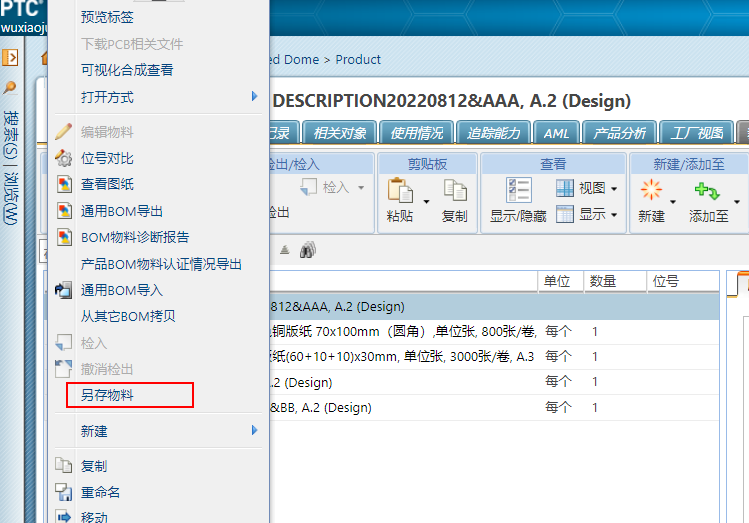 PTC
wuxiaoju
搜索(S) | 浏览(W)
预览标签
下载PCB相关文件
可视化合成查看
打开方式
编辑物料
位号对比
查看图纸
通用BOM导出
BOM物料诊断报告
产品BOM物料认证情况导出
通用BOM导入
从其它BOM拷贝
检入
撤消检出
另存物料
新建
复制
重命名
移动
ed Dome > Product
DESCRIPTION20220812&AAA, A.2 (Design)
记录 相关对象 使用情况 追踪能力 AML 产品分析 工厂视图
检出/检入 剪贴板 查看 新建/添加至
检入 视图
检出 粘贴 复制 显示/隐藏 显示 新建 添加至
单位 数量 位号
0812&AAA, A.2 (Design)
铜版纸 70x100mm（圆角）,单位张, 800张/卷, 每个 1
纸(60+10+10)x30mm, 单位张, 3000张/卷, A.3 每个 1
.2 (Design) 每个 1
&BB, A.2 (Design) 每个 1